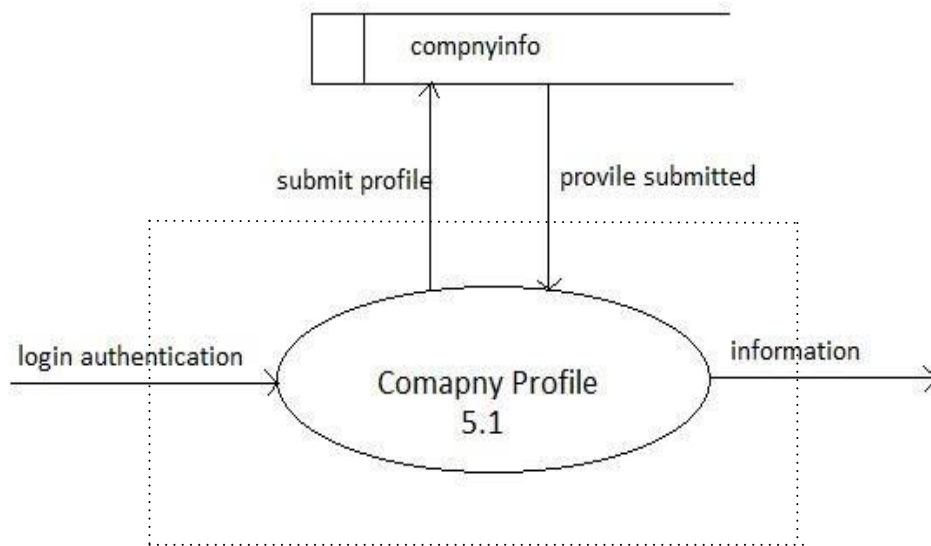 compnyinfo
submit profile
provile submitted
login authentication
information
Comapny Profile
5.1